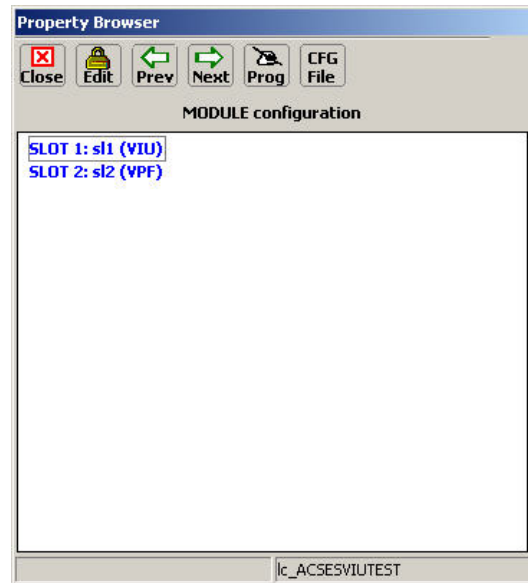 Property Browser
Close Edit Prev Next Prog CFG File
MODULE configuration
SLOT 1: sl1 (VIU)
SLOT 2: sl2 (VPF)
lc_ACSESVIUTEST